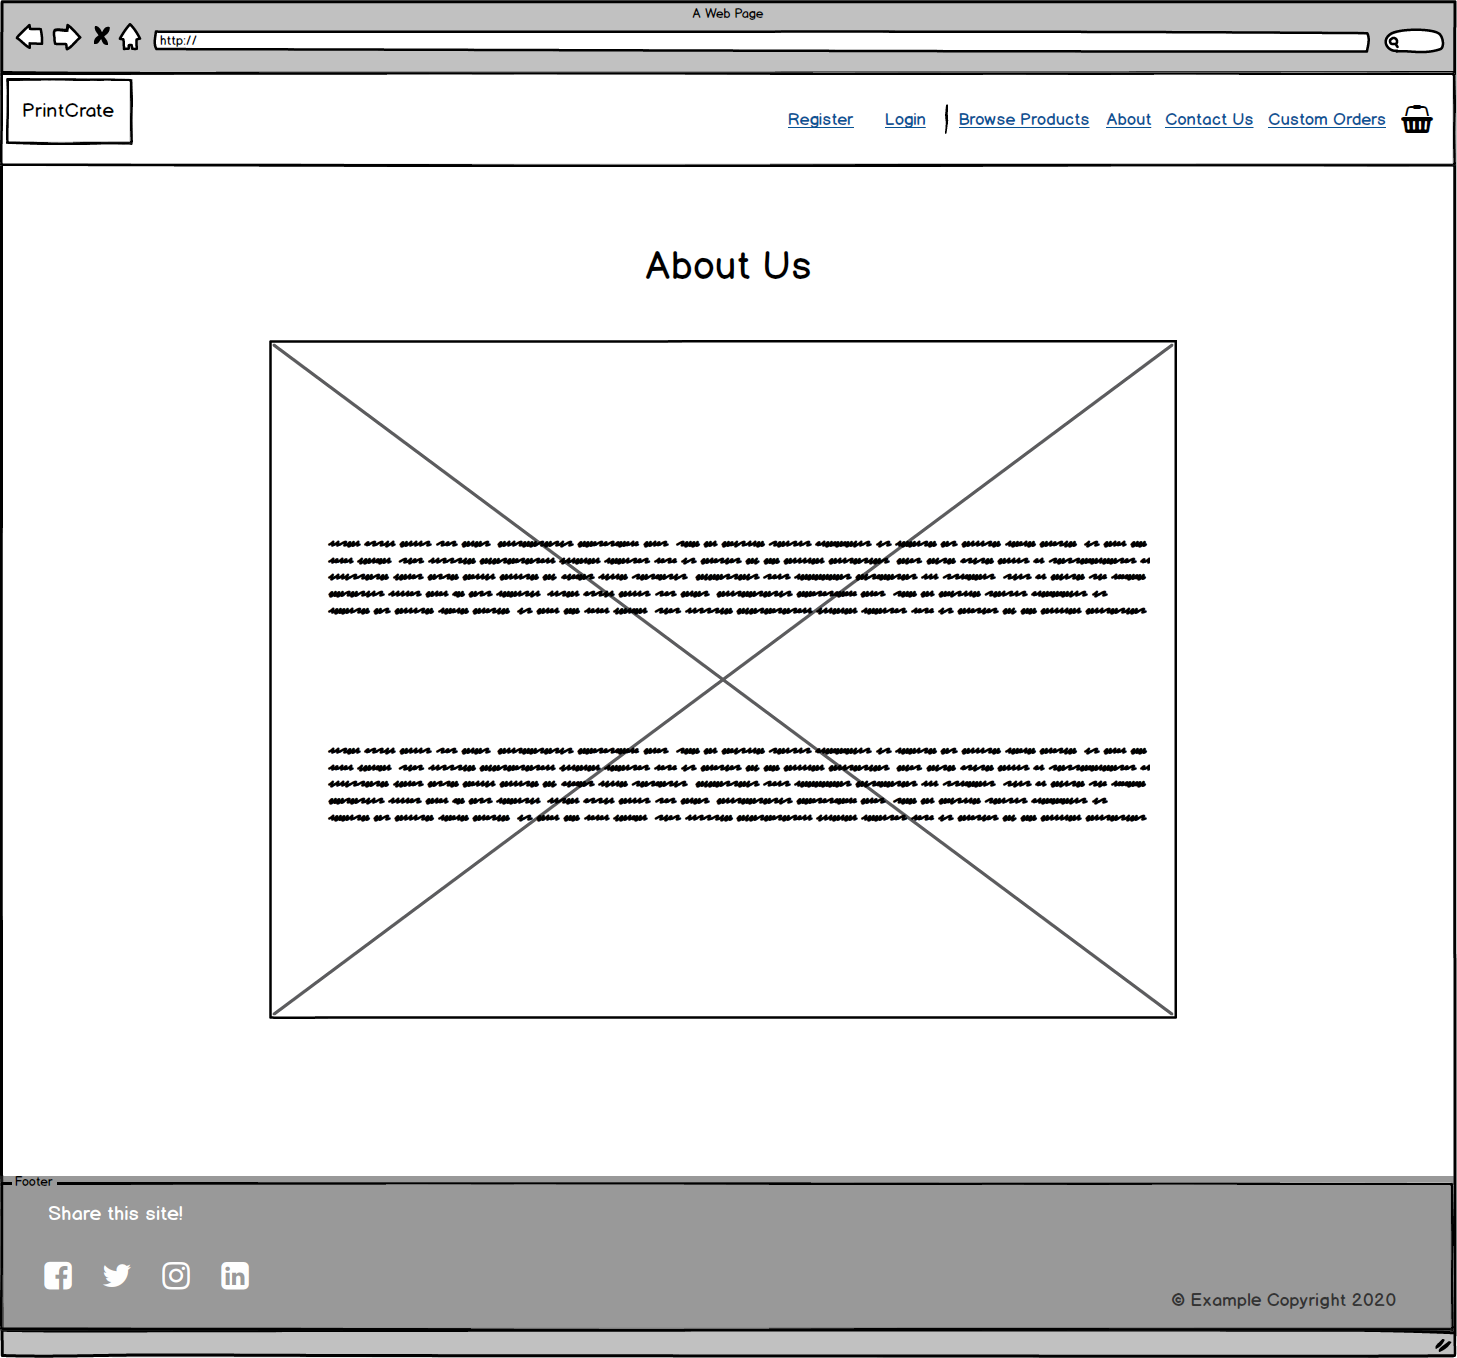 A Web Page
http://
PrintCrate
Register Login Browse Products About Contact Us Custom Orders
About Us
Footer
Share this site!
© Example Copyright 2020